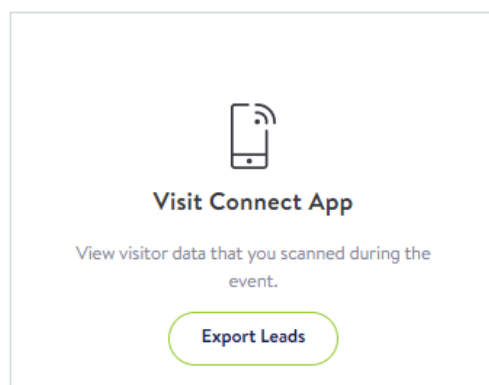 Visit Connect App
View visitor data that you scanned during the
event.
Export Leads